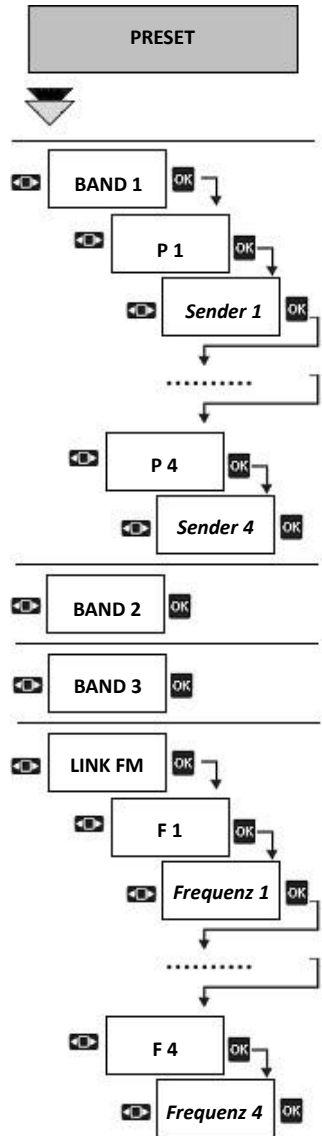 PRESET
BAND 1 OK
P 1 OK
Sender 1 OK
..........
P 4 OK
Sender 4 OK
BAND 2 OK
BAND 3 OK
LINK FM OK
F 1 OK
Frequenz 1 OK
..........
F 4 OK
Frequenz 4 OK